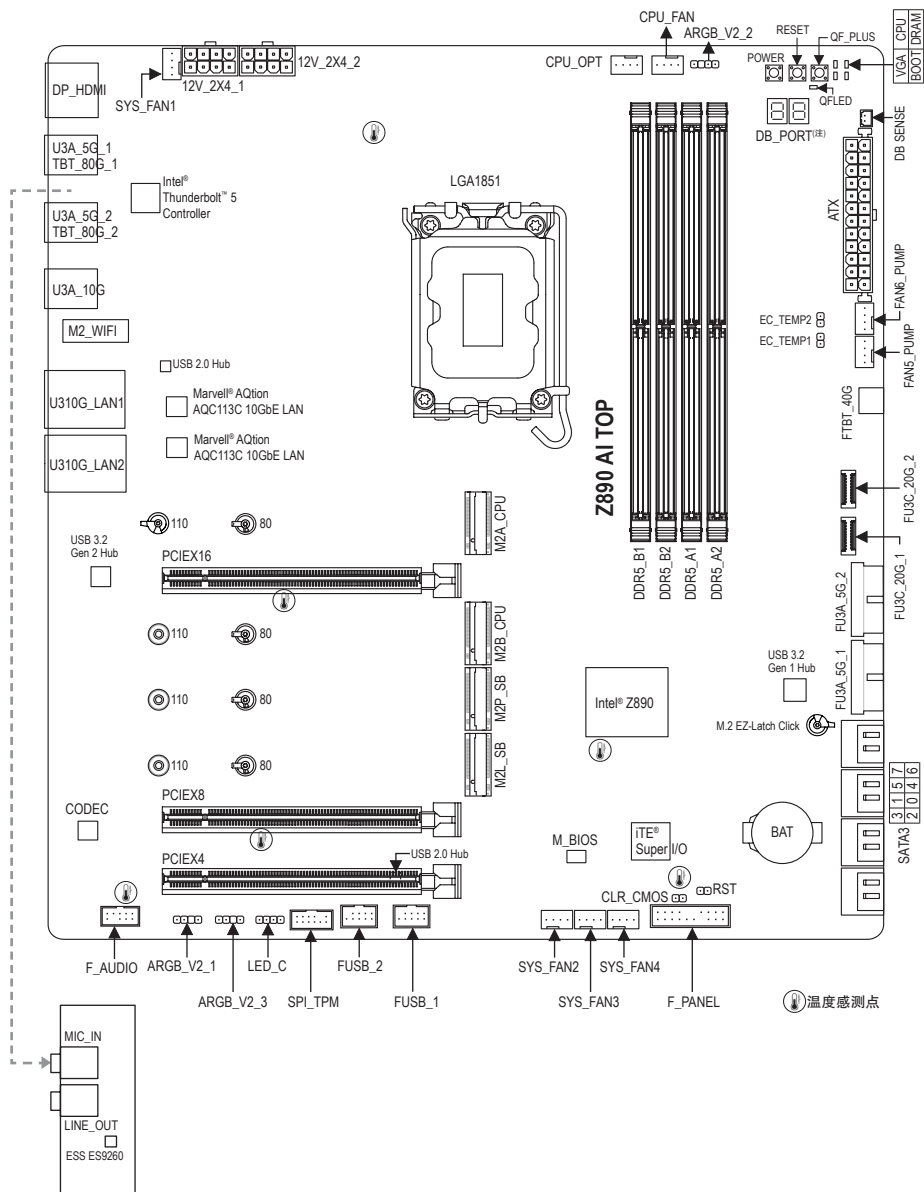 CPU_FAN
CPU_OPT
ARGB_V2_2
RESET
QF_PLUS
POWER
CPU
DRAM
VGA
BOOT
QFLED
DB_PORT(注)
DB SENSE
12V_2X4_2
12V_2X4_1
SYS_FAN1
DP_HDMI
U3A_5G_1
TBT_80G_1
Intel®
Thunderbolt™ 5
Controller
U3A_5G_2
TBT_80G_2
LGA1851
ATX
FAN6_PUMP
U3A_10G
M2_WIFI
EC_TEMP2
EC_TEMP1
FAN5_PUMP
USB 2.0 Hub
U310G_LAN1
Marvell® AQtion
AQC113C 10GbE LAN
FTBT_40G
U310G_LAN2
Marvell® AQtion
AQC113C 10GbE LAN
Z890 AI TOP
FU3C_20G_2
110
80
M2A_CPU
USB 3.2
Gen 2 Hub
PCIEX16
DDR5_B1
DDR5_B2
DDR5_A1
DDR5_A2
FU3C_20G_1
FU3A_5G_2
110
80
M2B_CPU
USB 3.2
Gen 1 Hub
FU3A_5G_1
110
80
M2P_SB
Intel® Z890
M.2 EZ-Latch Click
110
80
M2L_SB
3 1 5 7
2 0 4 6
SATA3
PCIEX8
CODEC
BAT
M_BIOS
iTE®
Super I/O
PCIEX4
USB 2.0 Hub
CLR_CMOS
RST
F_AUDIO
ARGB_V2_1
LED_C
FUSB_2
ARGB_V2_3
SPI_TPM
FUSB_1
SYS_FAN2
SYS_FAN4
SYS_FAN3
F_PANEL
温度感测点
MIC_IN
LINE_OUT
ESS ES9260